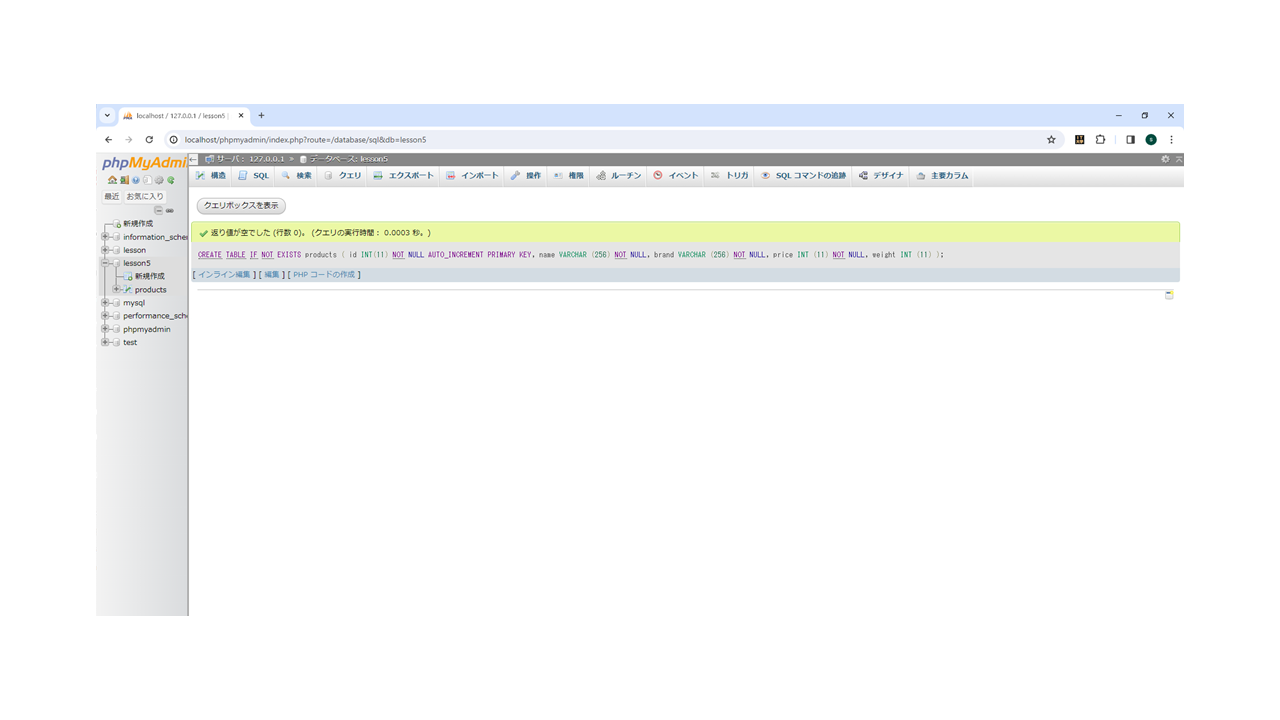 localhost / 127.0.0.1 / lesson5 |
localhost/phpmyadmin/index.php?route=/database/sql&db=lesson5
phpMyAdmi
サーバ: 127.0.0.1 » データベース: lesson5
構造 SQL 検索 クエリ エクスポート インポート 操作 権限 ルーチン イベント トリガ SQL コマンドの追跡 デザイナ 主要カラム
最近 お気に入り
新規作成
information_sche
lesson
lesson5
新規作成
products
mysql
performance_sch
phpmyadmin
test
クエリボックスを表示
返り値が空でした (行数 0)。 (クエリの実行時間: 0.0003 秒。)
CREATE TABLE IF NOT EXISTS products ( id INT(11) NOT NULL AUTO_INCREMENT PRIMARY KEY, name VARCHAR (256) NOT NULL, brand VARCHAR (256) NOT NULL, price INT (11) NOT NULL, weight INT (11) );
[ インライン編集 ] [ 編集 ] [ PHP コードの作成 ]